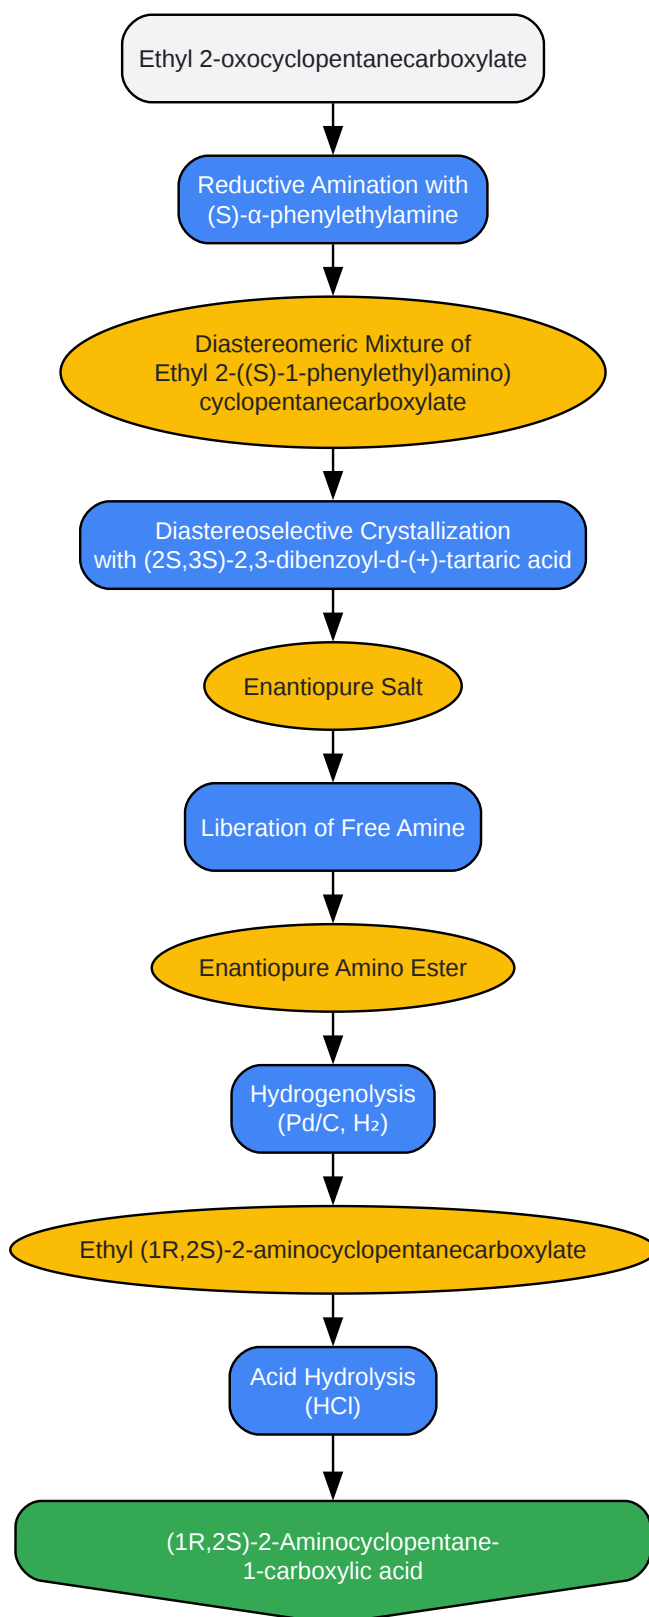 Ethyl 2-oxocyclopentanecarboxylate
Reductive Amination with
(S)-α-phenylethylamine
Diastereomeric Mixture of
Ethyl 2-((S)-1-phenylethyl)amino)
cyclopentanecarboxylate
Diastereoselective Crystallization
with (2S,3S)-2,3-dibenzoyl-d-(+)-tartaric acid
Enantiopure Salt
Liberation of Free Amine
Enantiopure Amino Ester
Hydrogenolysis
(Pd/C, H₂)
Ethyl (1R,2S)-2-aminocyclopentanecarboxylate
Acid Hydrolysis
(HCl)
(1R,2S)-2-Aminocyclopentane-
1-carboxylic acid